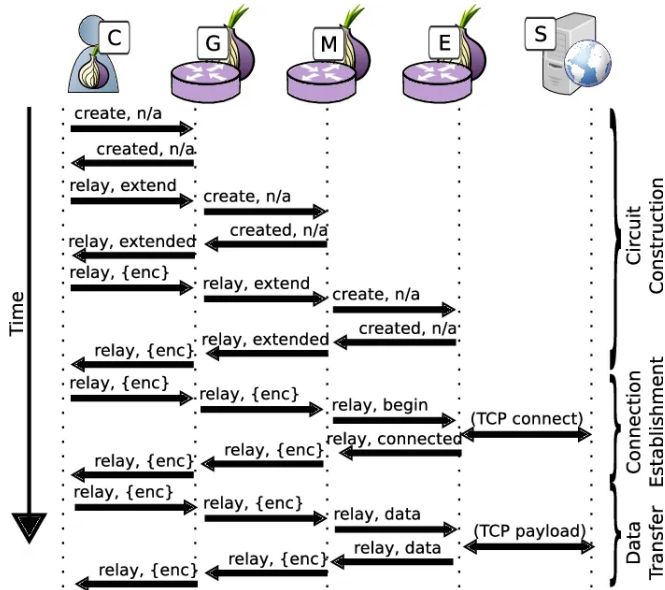 C
G
M
E
S
create, n/a
created, n/a
relay, extend
create, n/a
created, n/a
relay, extended
relay, {enc}
relay, extend
create, n/a
created, n/a
relay, extended
relay, {enc}
Circuit
Construction
relay, {enc}
relay, {enc}
relay, begin
(TCP connect)
relay, connected
relay, {enc}
relay, {enc}
Connection
Establishment
relay, {enc}
relay, {enc}
relay, data
(TCP payload)
relay, data
relay, {enc}
relay, {enc}
Data
Transfer
Time